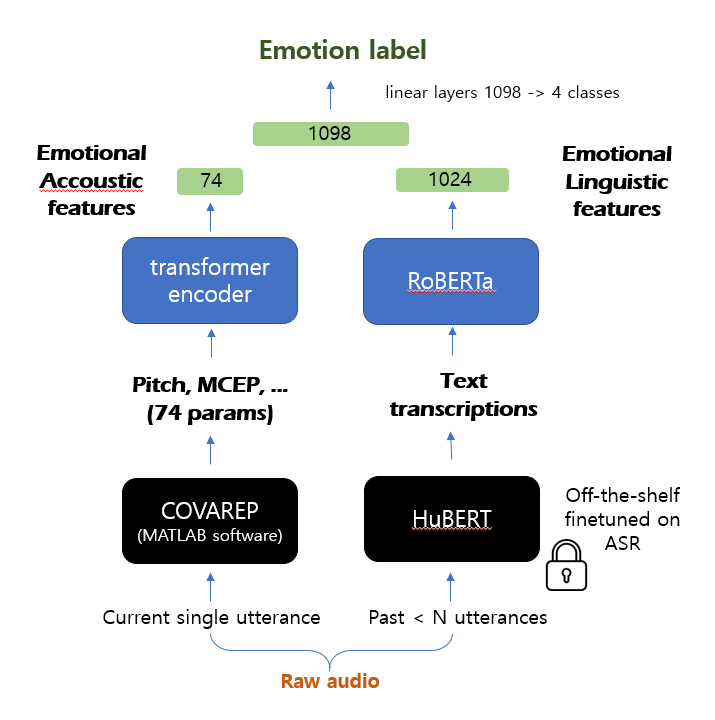 Emotion label
linear layers 1098 -> 4 classes
1098
Emotional
Accoustic
features
74
1024
Emotional
Linguistic
features
transformer
encoder
RoBERTa
Pitch, MCEP, ...
(74 params)
Text
transcriptions
COVAREP
(MATLAB software)
HuBERT
Off-the-shelf
finetuned on
ASR
Current single utterance
Past < N utterances
Raw audio